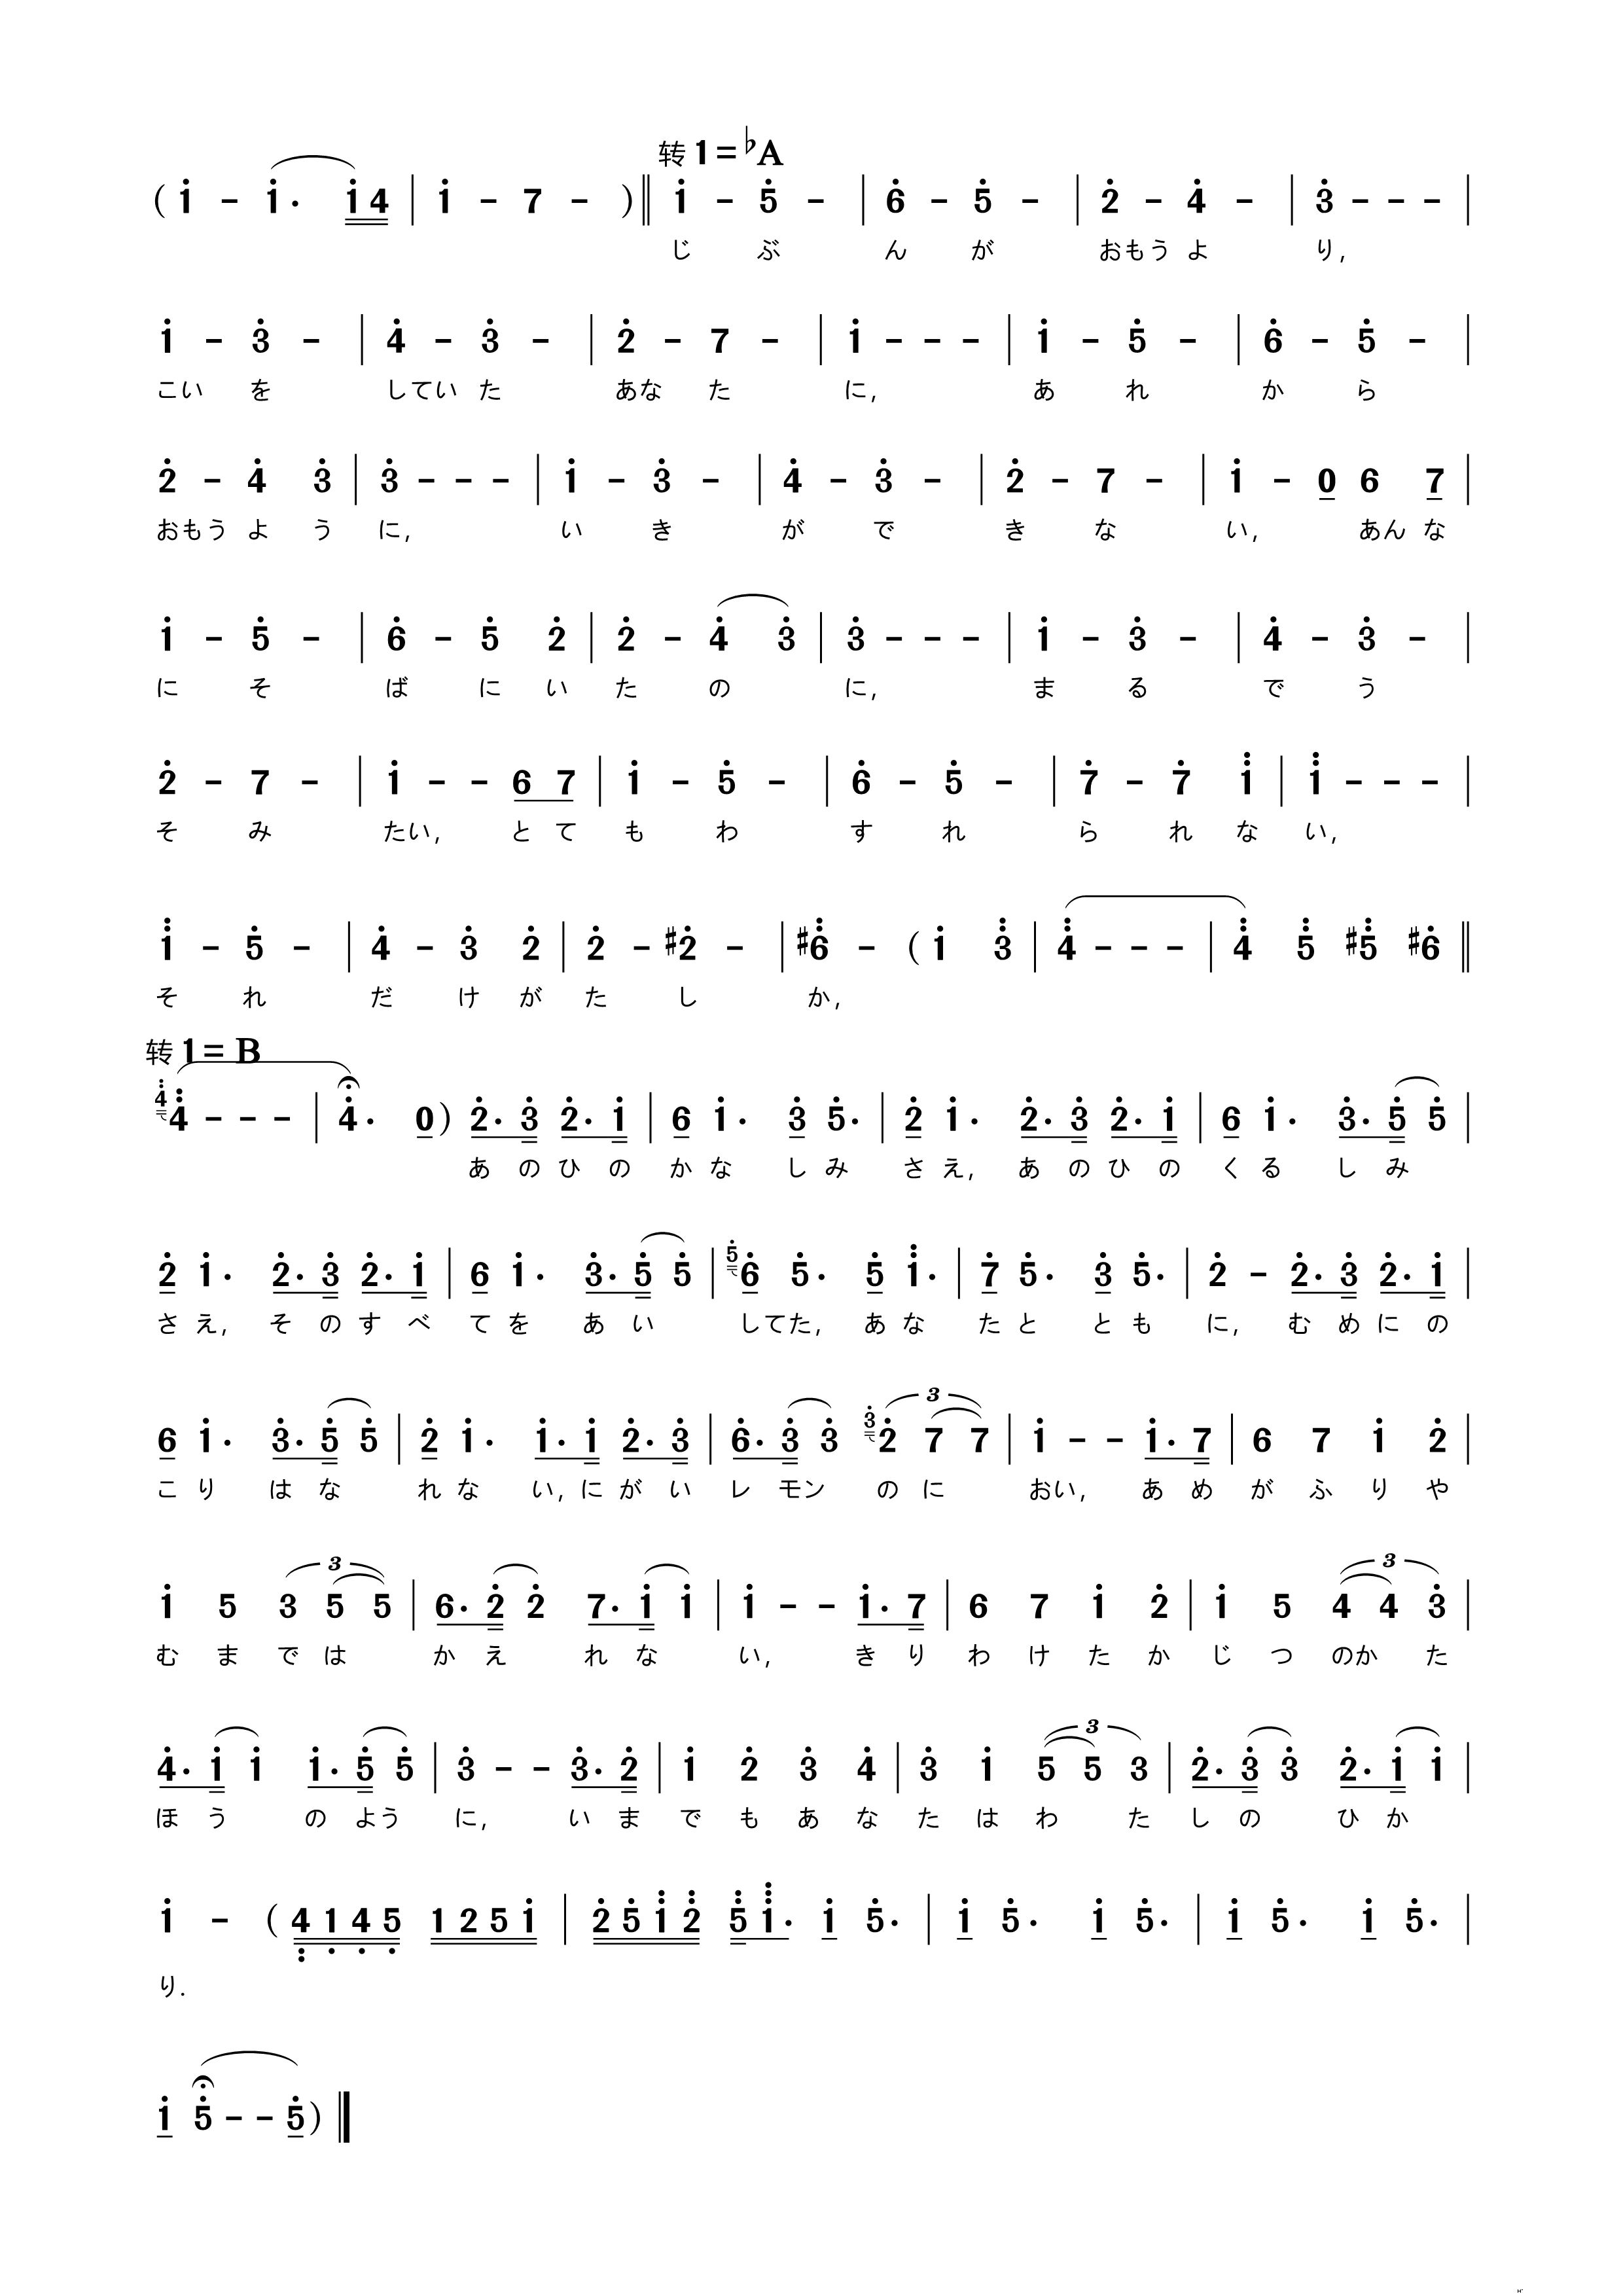 转 1=♭A
( 1 - 1 · 1 4 | 1 - 7 - ) ‖ 1 - 5 - | 6 - 5 - | 2 - 4 - | 3 - - - |
じ ぶ ん が おもう よ り,
1 - 3 - | 4 - 3 - | 2 - 7 - | 1 - - - | 1 - 5 - | 6 - 5 - |
こい を してい た あな た に, あ れ か ら
2 - 4 3 | 3 - - - | 1 - 3 - | 4 - 3 - | 2 - 7 - | 1 - 0 6 7 |
おもう よ う に, い き が で き な い, あん な
1 - 5 - | 6 - 5 2 | 2 - 4 3 | 3 - - - | 1 - 3 - | 4 - 3 - |
に そ ば に い た の に, ま る で う
2 - 7 - | 1 - - 6 7 | 1 - 5 - | 6 - 5 - | 7 - 7 1 | 1 - - - |
そ み たい, と て も わ す れ ら れ な い,
1 - 5 - | 4 - 3 2 | 2 - #2 - | #6 - ( 1 3 | 4 - - - | 4 5 #5 #6 ‖
そ れ だ け が た し か,
转 1= B
4 4 - - - | 4 · 0 ) 2 · 3 2 · 1 | 6 1 · 3 5 · | 2 1 · 2 · 3 2 · 1 | 6 1 · 3 · 5 5 |
あ の ひ の か な し み さ え, あ の ひ の く る し み
2 1 · 2 · 3 2 · 1 | 6 1 · 3 · 5 5 | 5 6 5 · 5 1 · | 7 5 · 3 5 · | 2 - 2 · 3 2 · 1 |
さ え, そ の す べ て を あ い してた, あ な た と と も に, む め に の
6 1 · 3 · 5 5 | 2 1 · 1 · 1 2 · 3 | 6 · 3 3 3 2 7 7 | 1 - - 1 · 7 | 6 7 1 2 |
こ り は な れ な い, に が い レ モン の に おい, あ め が ふ り や
1 5 3 5 5 | 6 · 2 2 7 · 1 1 | 1 - - 1 · 7 | 6 7 1 2 | 1 5 4 4 3 |
む ま で は か え れ な い, き り わ け た か じ つ のか た
4 · 1 1 1 · 5 5 | 3 - - 3 · 2 | 1 2 3 4 | 3 1 5 5 3 | 2 · 3 3 2 · 1 1 |
ほ う の よう に, い ま で も あ な た は わ た し の ひ か
1 - ( 4 1 4 5 1 2 5 1 | 2 5 1 2 5 1 · 1 5 · | 1 5 · 1 5 · | 1 5 · 1 5 · |
り.
1 5 - - 5 )